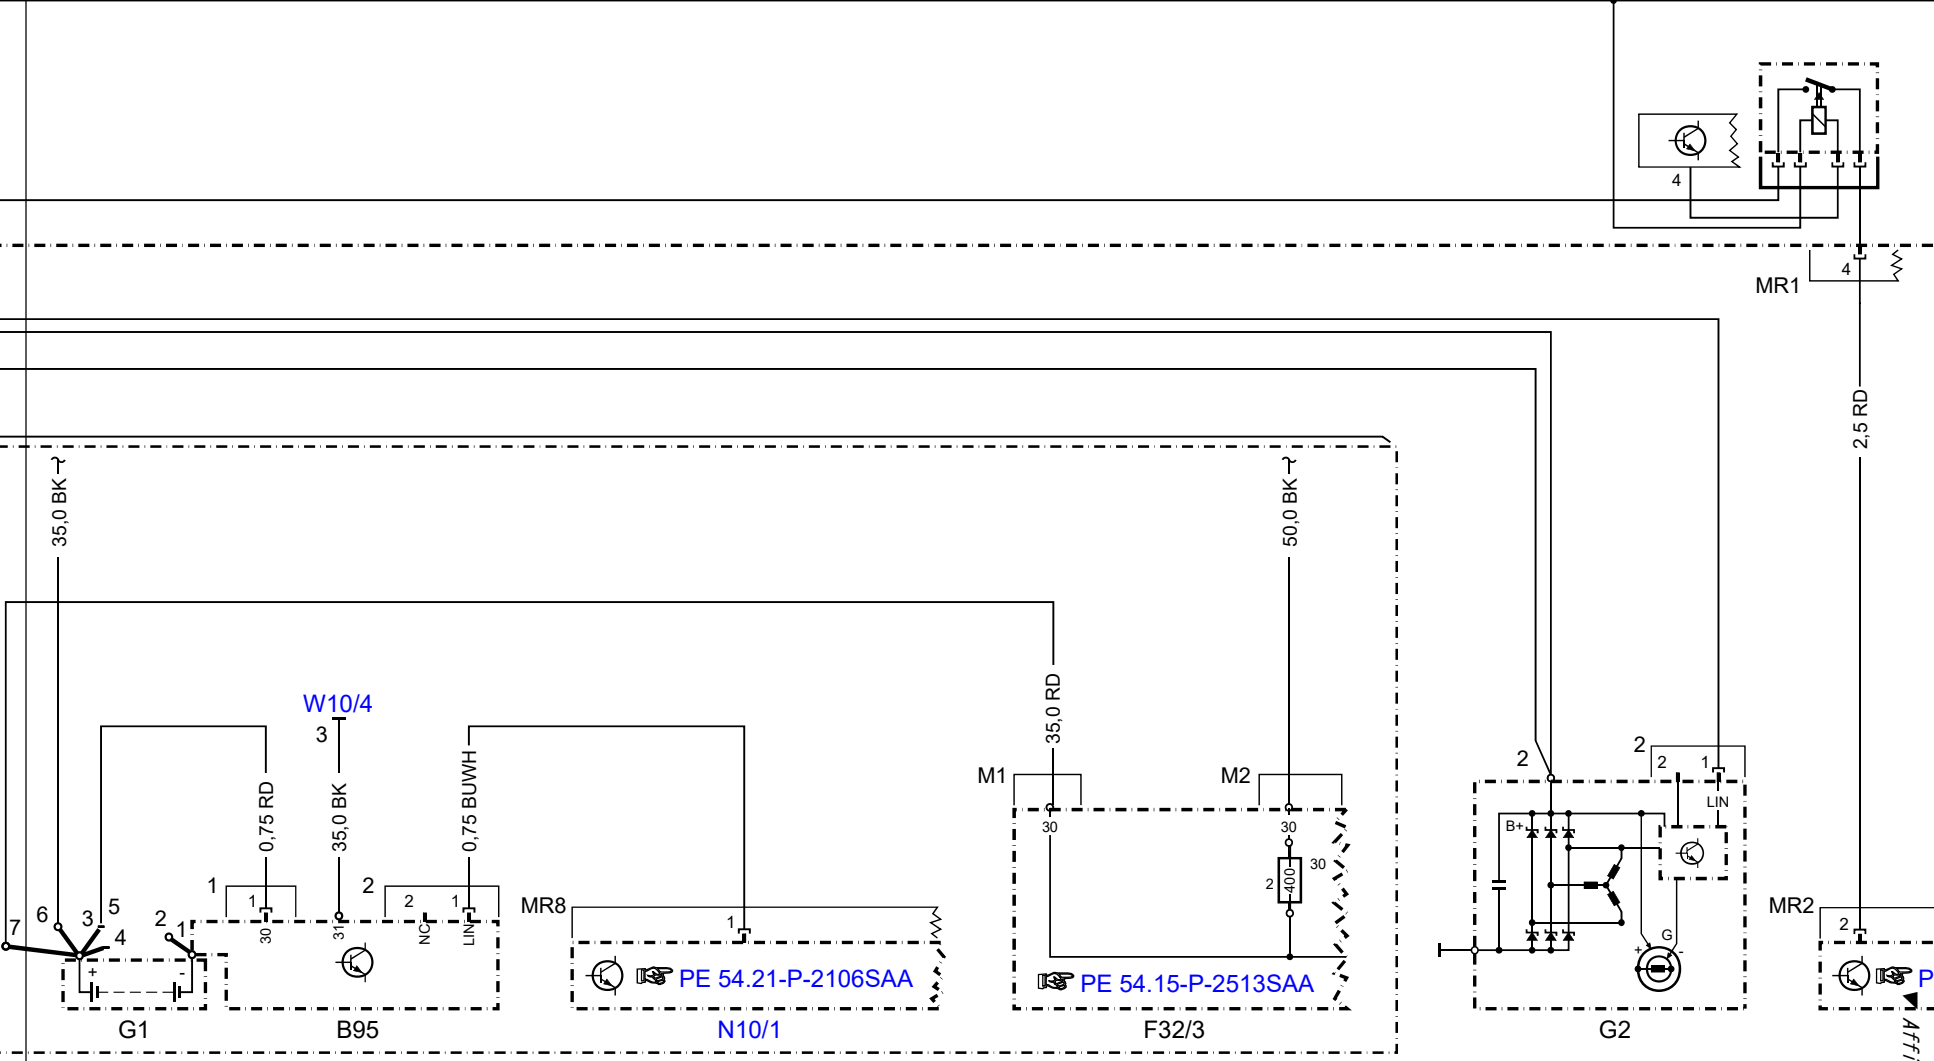 4
4
MR1
2,5 RD
35,0 BK
50,0 BK
W10/4
3
35,0 RD
0,75 RD
35,0 BK
0,75 BUWH
M1
M2
2
2
2
1
LIN
B+
30
30
30
2
400
1
1
2
2
1
MR8
MR2
7
6
3
5
4
2
1
30
31
NC
LIN
1
G
+
-
2
+
-
PE 54.21-P-2106SAA
PE 54.15-P-2513SAA
P
G1
B95
N10/1
F32/3
G2
Affi